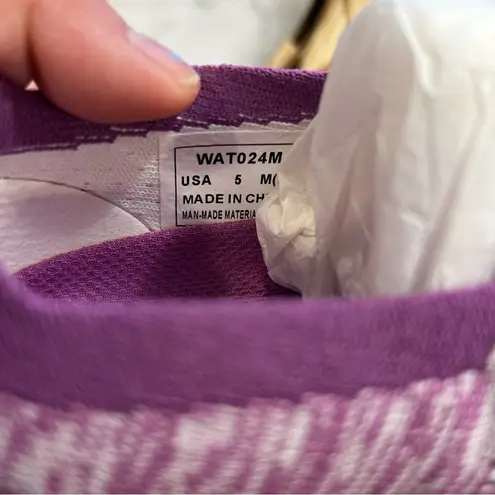 WAT024M
USA 5 M(
MADE IN CH
MAN-MADE MATERIA